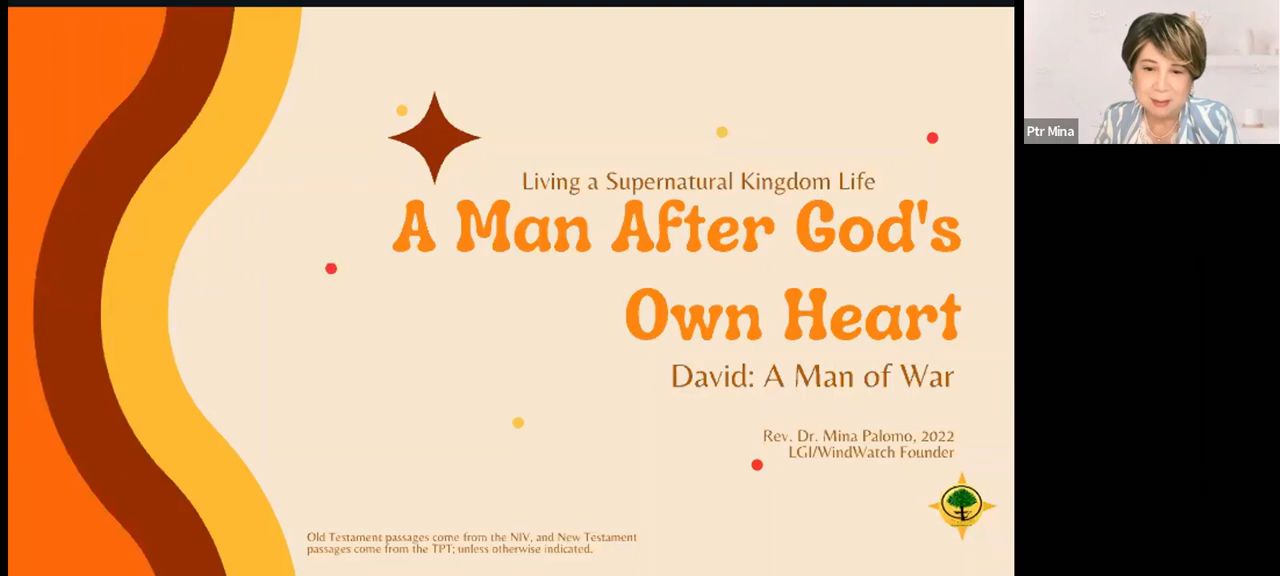 Living a Supernatural Kingdom Life
A Man After God's
Own Heart
David: A Man of War
Rev. Dr. Mina Palomo, 2022
LGI/WindWatch Founder
Old Testament passages come from the NIV, and New Testament
passages come from the TPT; unless otherwise indicated.
Ptr Mina